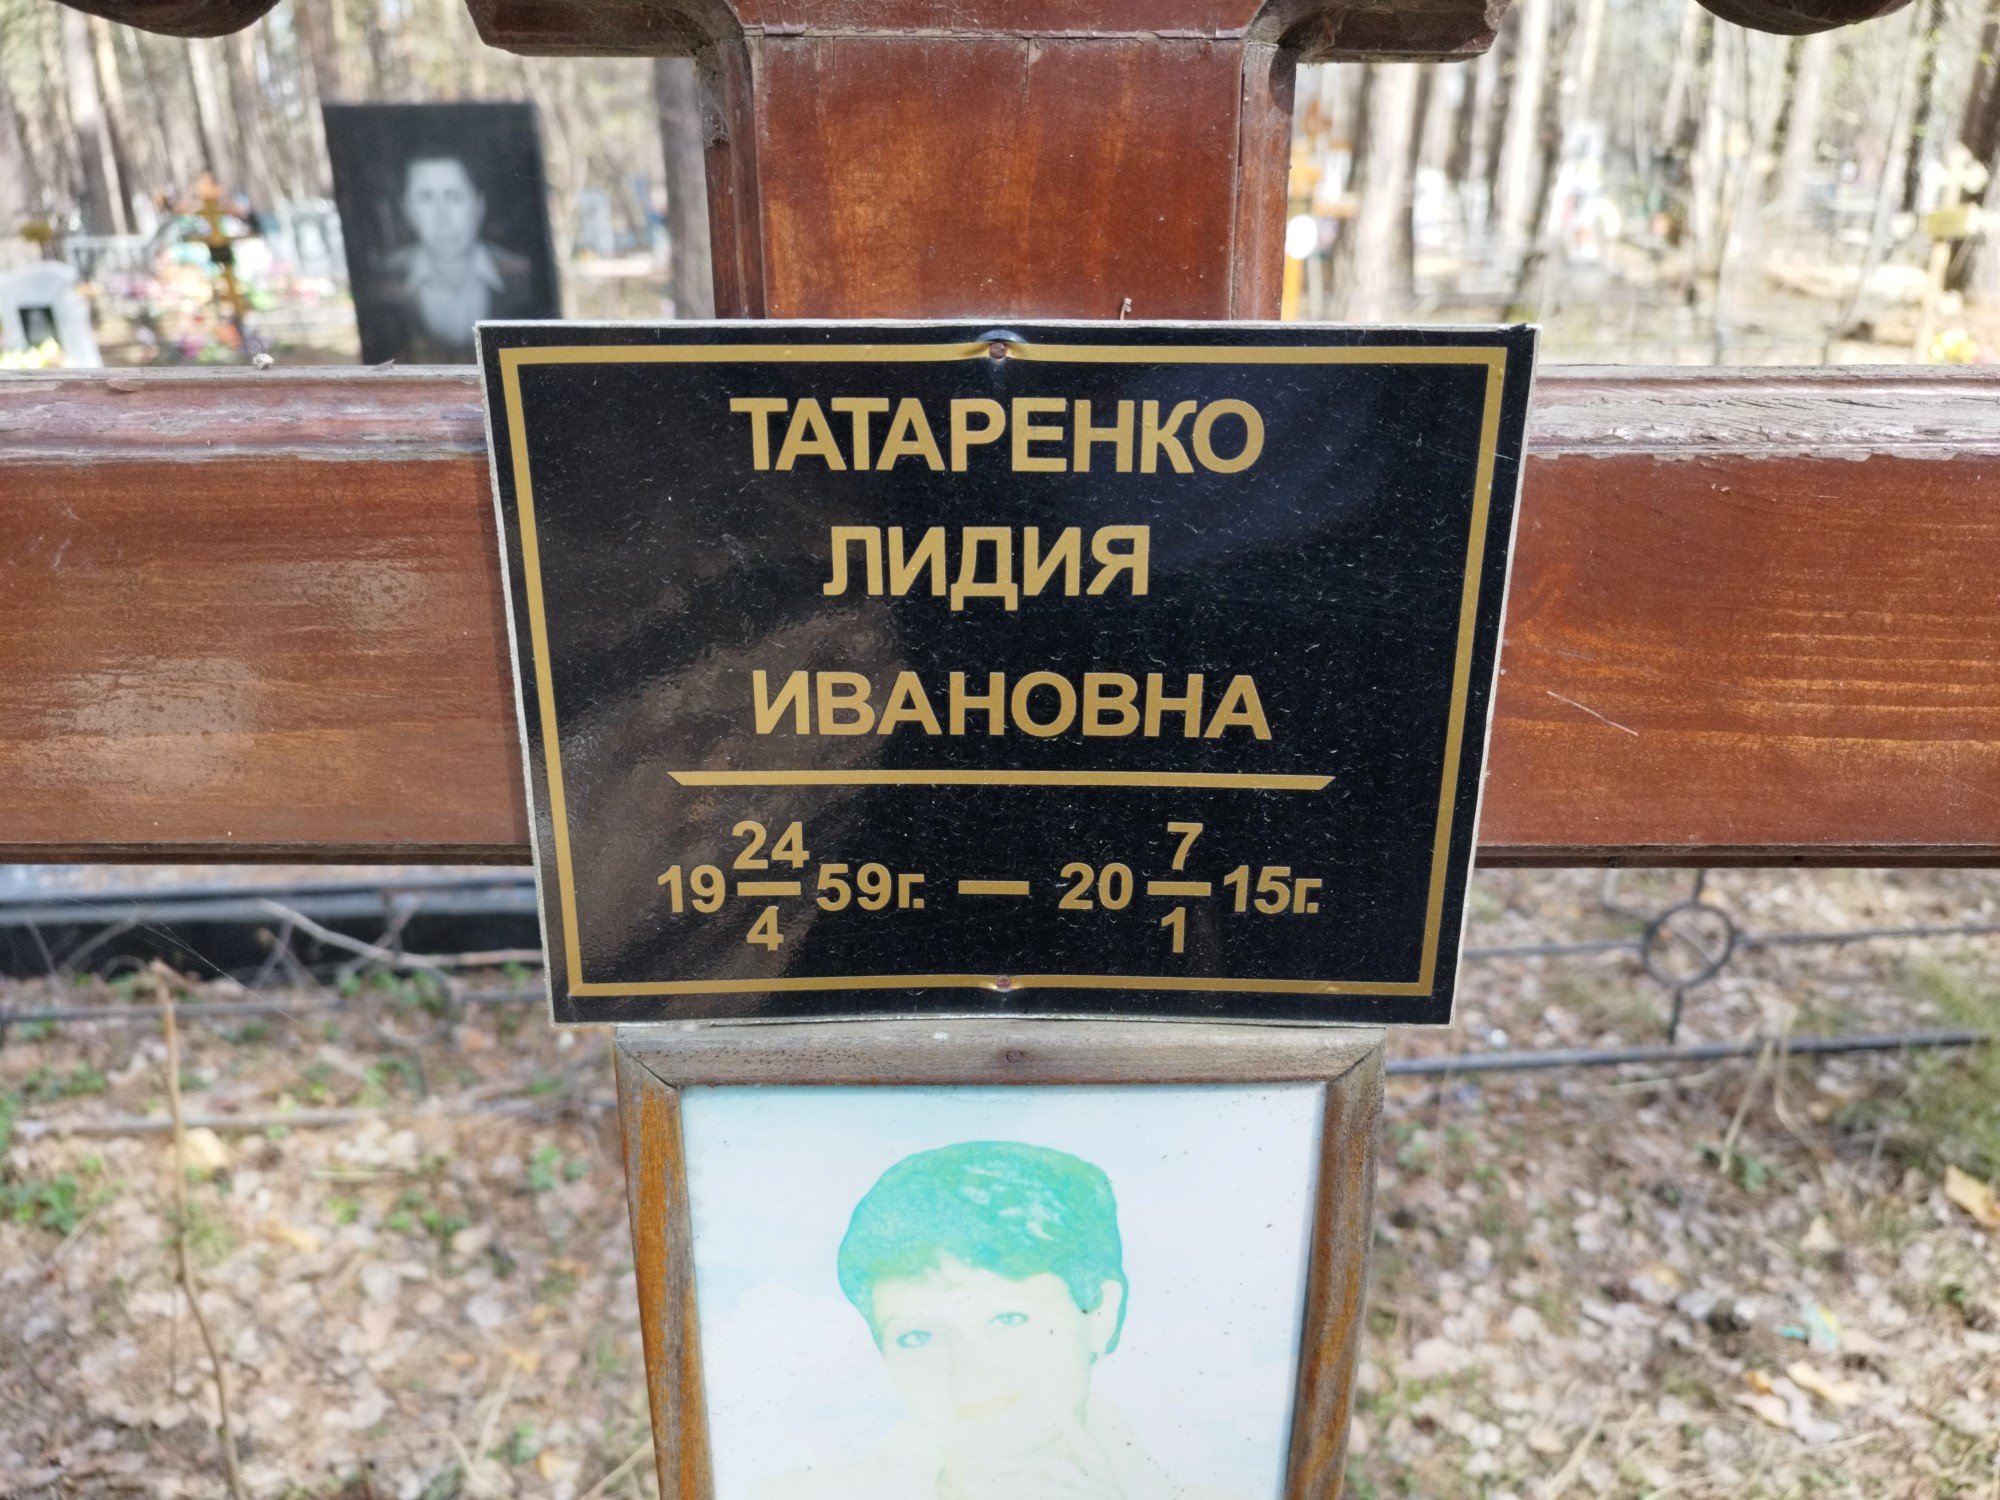 ТАТАРЕНКО
ЛИДИЯ
ИВАНОВНА
19 24/4 59г. — 20 7/1 15г.